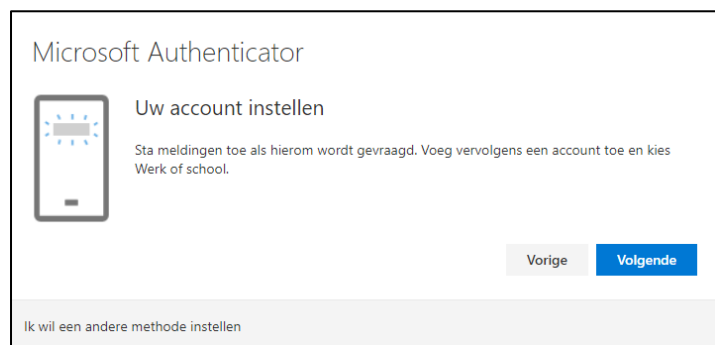 Microsoft Authenticator
Uw account instellen
Sta meldingen toe als hierom wordt gevraagd. Voeg vervolgens een account toe en kies
Werk of school.
Vorige
Volgende
Ik wil een andere methode instellen